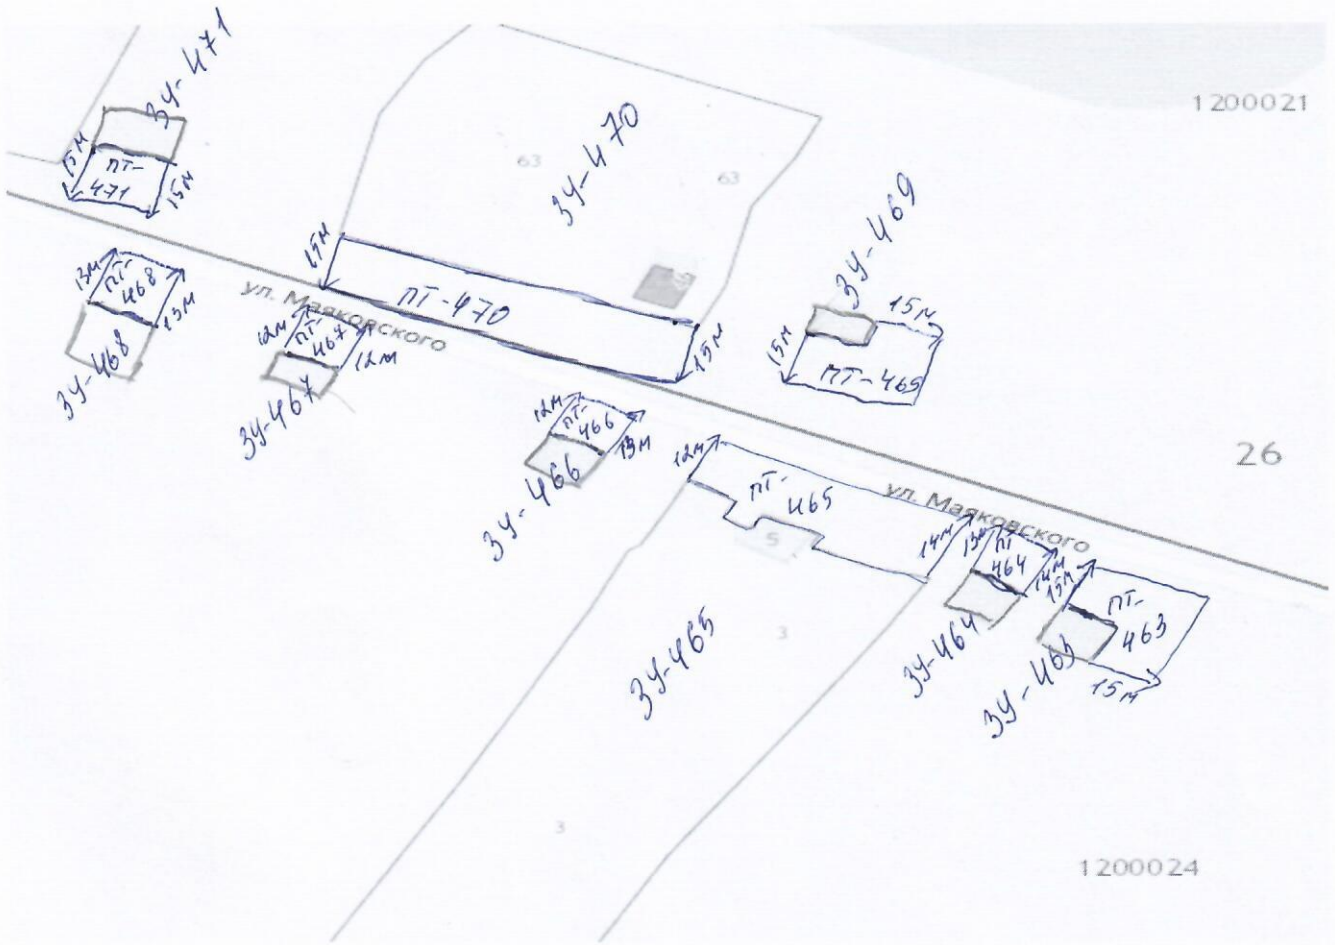 ЗУ-471
1200021
15м
ПТ-
471
15м
63
ЗУ-470
63
15м
ПТ-470
15м
ЗУ-469
15м
15м
ПТ-469
13м
ПТ-
468
13м
ЗУ-468
ул. Маяковского
12м
ПТ-
467
12м
ЗУ-467
12м
ПТ-
466
13м
ЗУ-466
26
12м
ПТ-
465
14м
5
ул. Маяковского
13м
ПТ
464
14м
15м
ПТ-
463
15м
ЗУ-465
3
ЗУ-464
ЗУ-463
3
1200024